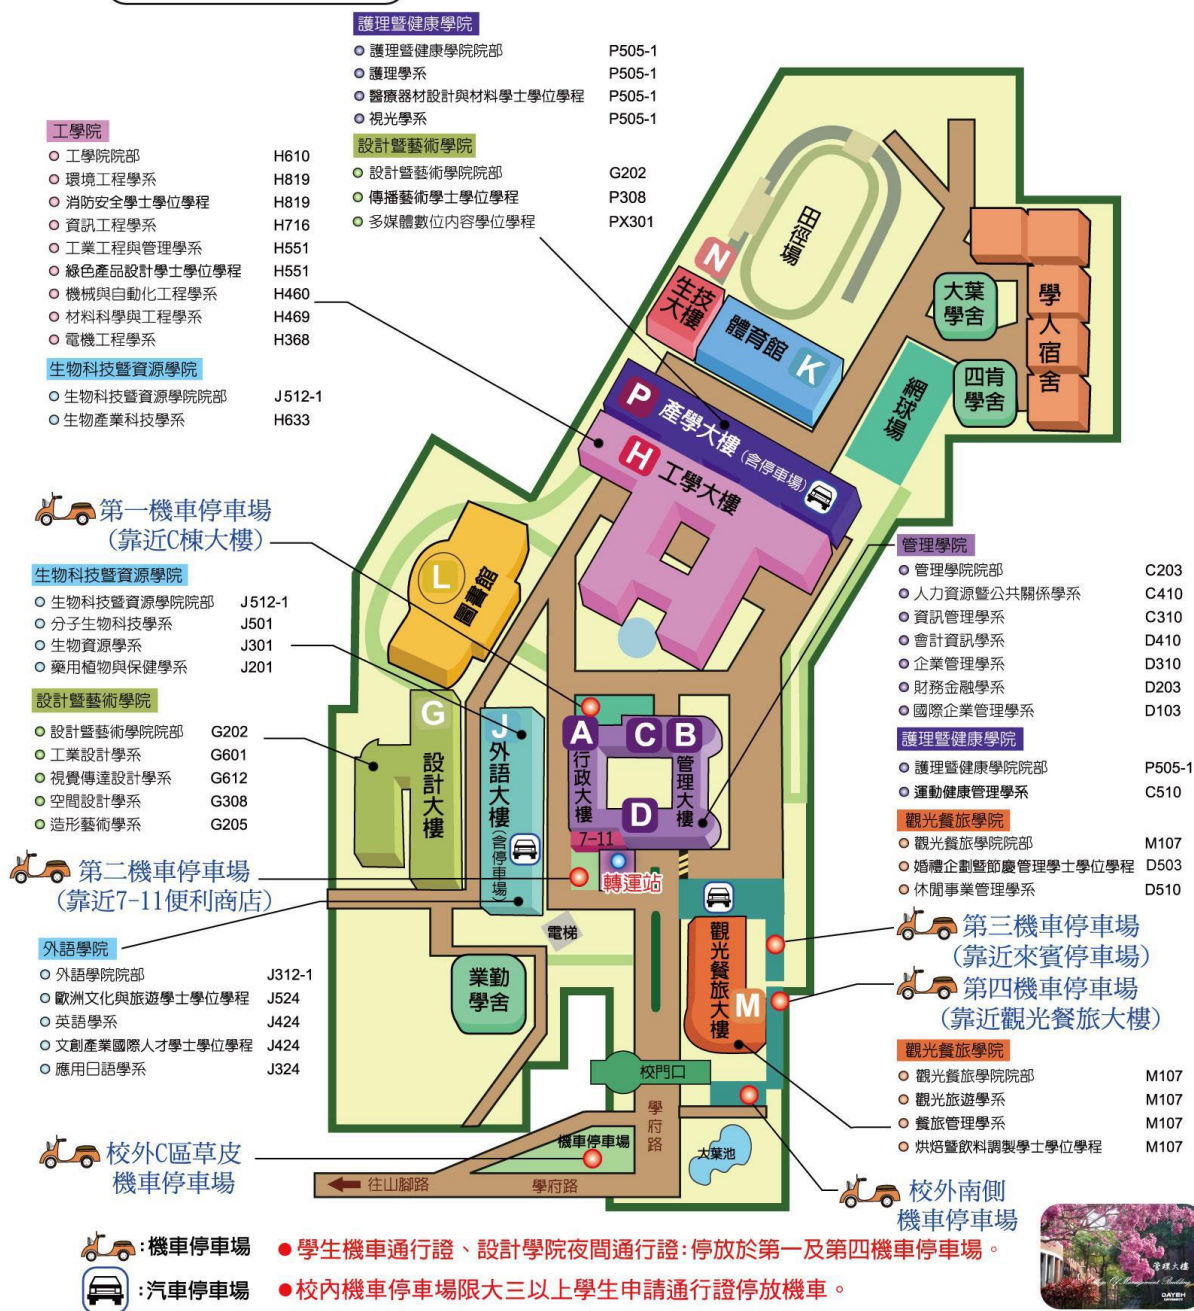 護理暨健康學院
護理暨健康學院院部 P505-1
護理學系 P505-1
醫療器材設計與材料學士學位學程 P505-1
視光學系 P505-1
設計暨藝術學院
設計暨藝術學院院部 G202
傳播藝術學士學位學程 P308
多媒體數位內容學位學程 PX301
工學院
工學院院部 H610
環境工程學系 H819
消防安全學士學位學程 H819
資訊工程學系 H716
工業工程與管理學系 H551
綠色產品設計學士學位學程 H551
機械與自動化工程學系 H460
材料科學與工程學系 H469
電機工程學系 H368
生物科技暨資源學院
生物科技暨資源學院院部 J512-1
生物產業科技學系 H633
第一機車停車場
(靠近C棟大樓)
生物科技暨資源學院
生物科技暨資源學院院部 J512-1
分子生物科技學系 J501
生物資源學系 J301
藥用植物與保健學系 J201
設計暨藝術學院
設計暨藝術學院院部 G202
工業設計學系 G601
視覺傳達設計學系 G612
空間設計學系 G308
造形藝術學系 G205
第二機車停車場
(靠近7-11便利商店)
外語學院
外語學院院部 J312-1
歐洲文化與旅遊學士學位學程 J524
英語學系 J424
文創產業國際人才學士學位學程 J424
應用日語學系 J324
校外C區草皮
機車停車場
田徑場
N
生技
大樓
體育館 K
大葉
學舍
學人宿舍
四肯
學舍
網球場
P 產學大樓 (含停車場)
H 工學大樓
L
圖書館
G
設計大樓
J
外語大樓(含停車場)
A
行政大樓
C
B
管理大樓
D
7-11
轉運站
電梯
業勤
學舍
觀光餐旅大樓
M
校門口
學府路
機車停車場
大葉池
往山腳路
學府路
管理學院
管理學院院部 C203
人力資源暨公共關係學系 C410
資訊管理學系 C310
會計資訊學系 D410
企業管理學系 D310
財務金融學系 D203
國際企業管理學系 D103
護理暨健康學院
護理暨健康學院院部 P505-1
運動健康管理學系 C510
觀光餐旅學院
觀光餐旅學院院部 M107
婚禮企劃暨節慶管理學士學位學程 D503
休閒事業管理學系 D510
第三機車停車場
(靠近來賓停車場)
第四機車停車場
(靠近觀光餐旅大樓)
觀光餐旅學院
觀光餐旅學院院部 M107
觀光旅遊學系 M107
餐旅管理學系 M107
烘焙暨飲料調製學士學位學程 M107
校外南側
機車停車場
:機車停車場
●學生機車通行證、設計學院夜間通行證:停放於第一及第四機車停車場。
:汽車停車場
●校內機車停車場限大三以上學生申請通行證停放機車。
管理大樓
DAYEH